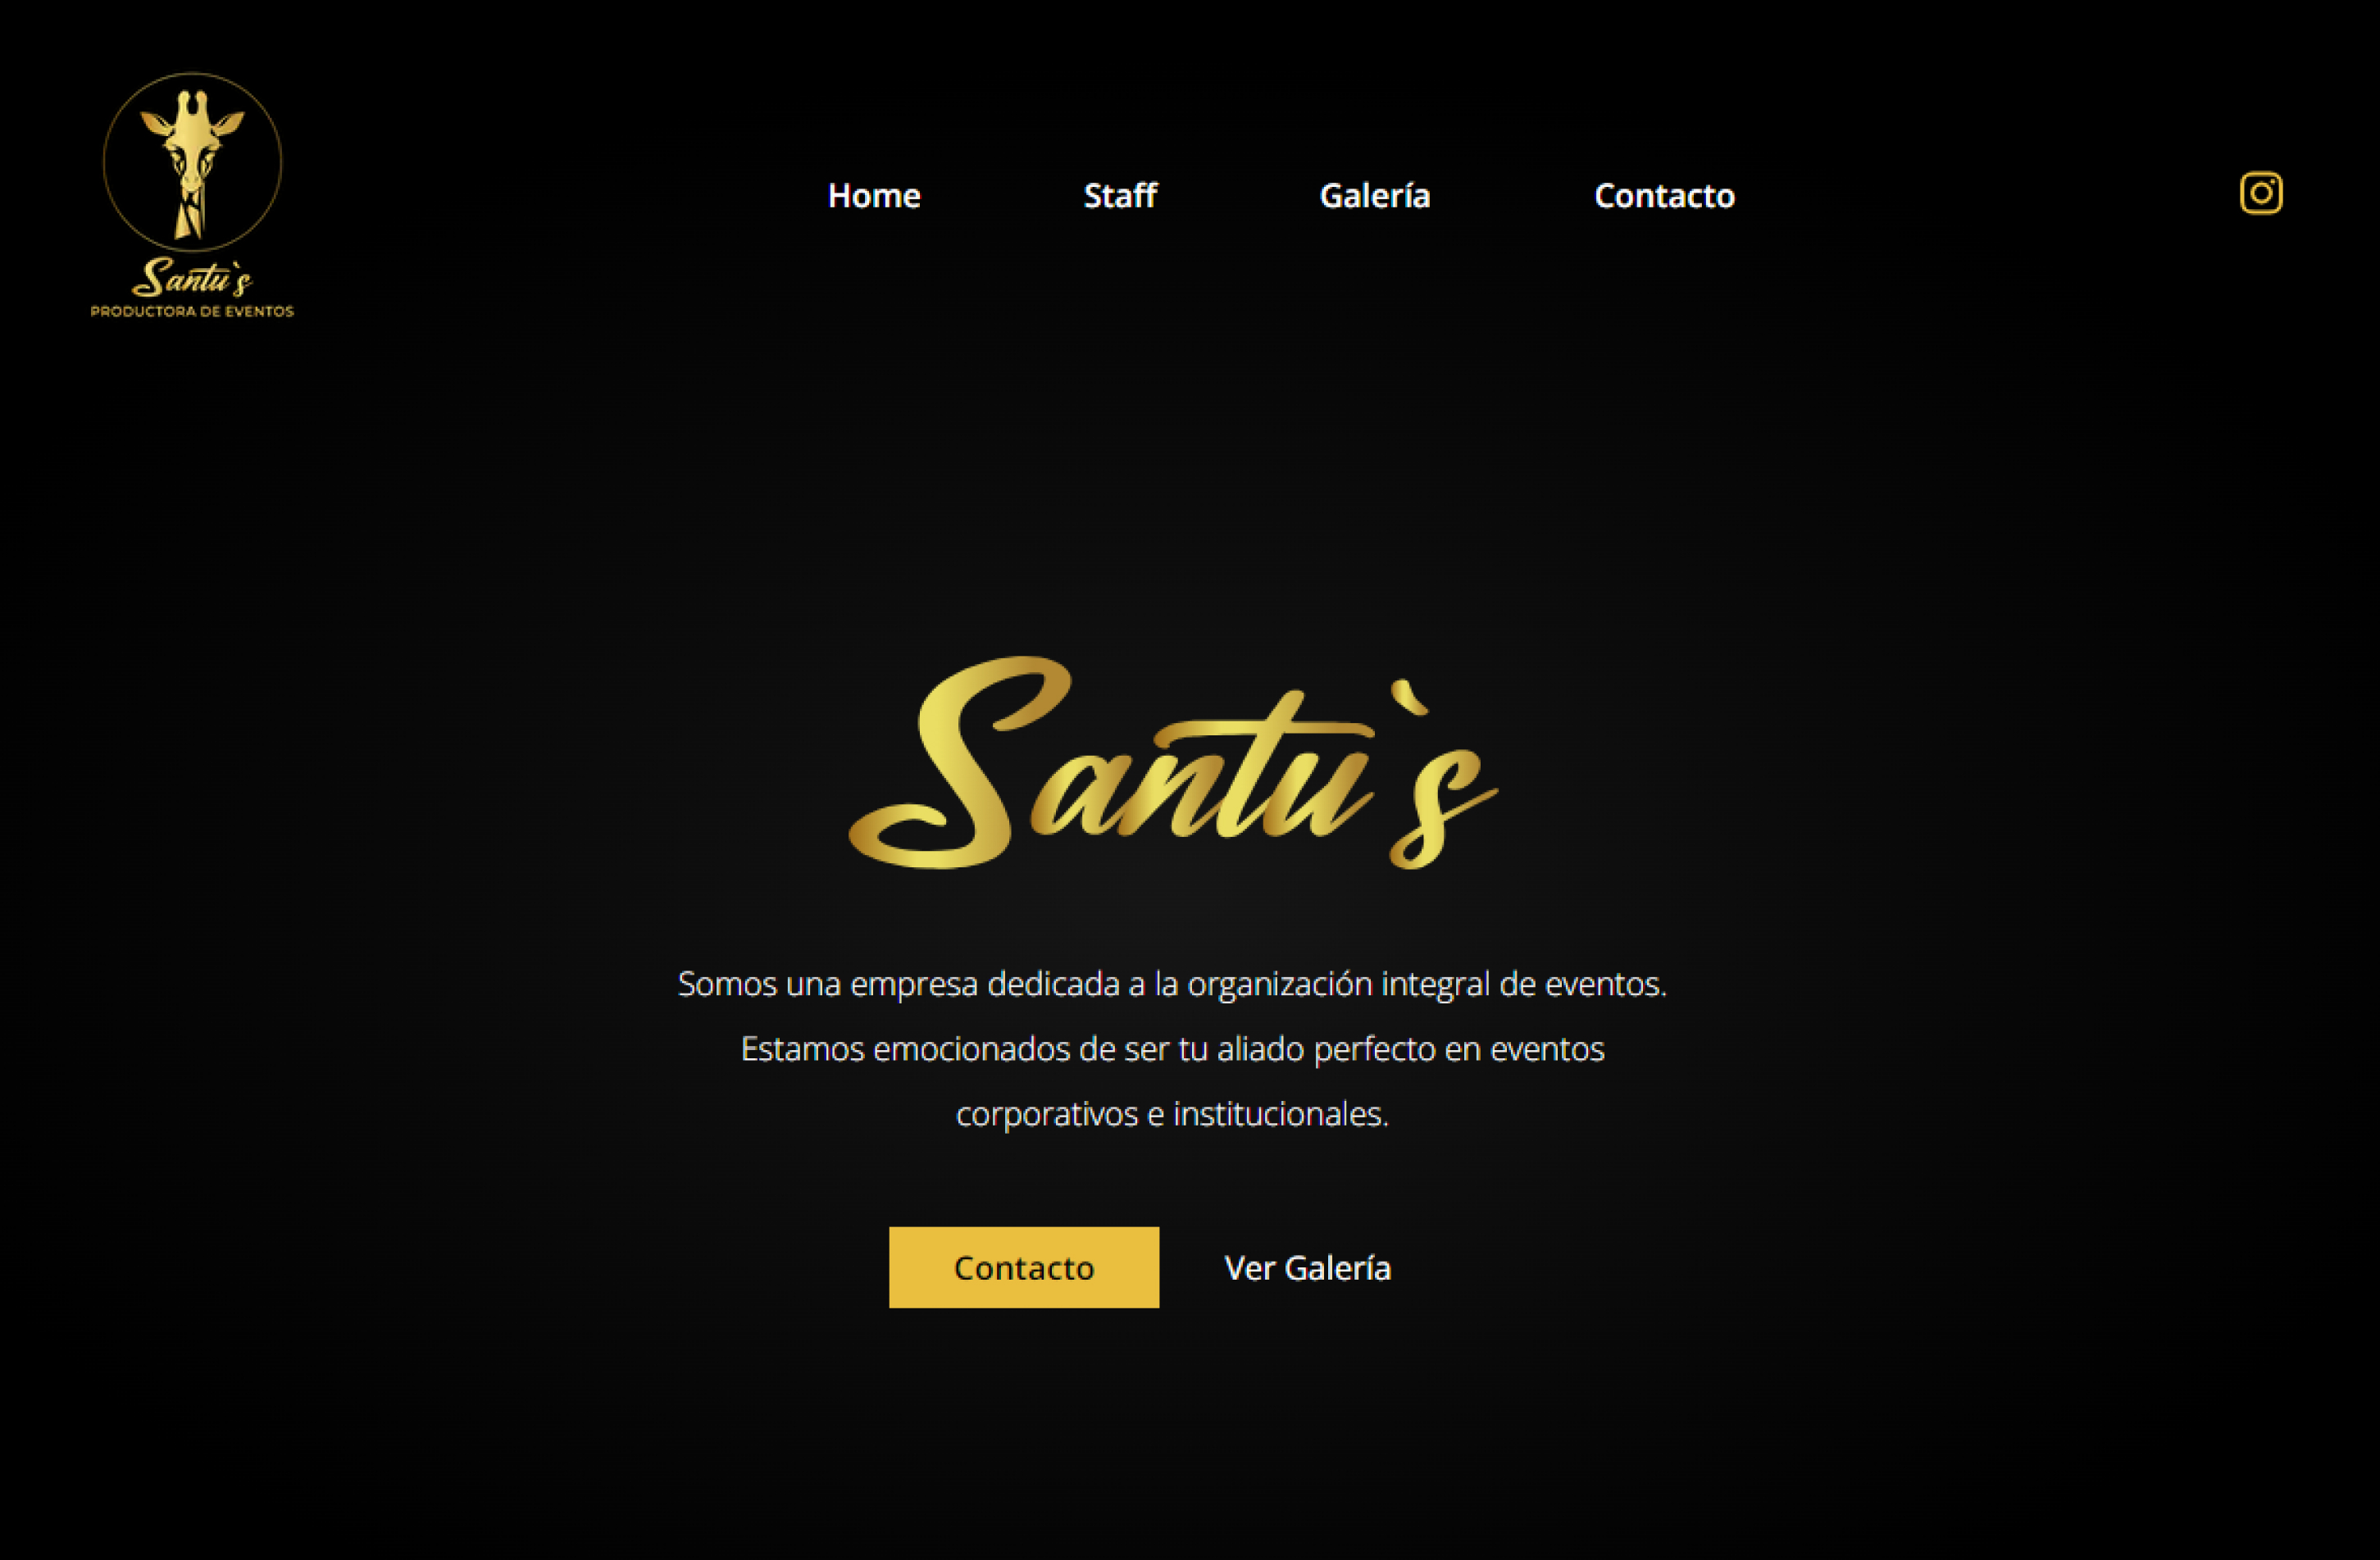 Santu`s
PRODUCTORA DE EVENTOS
Home Staff Galería Contacto
Santu`s
Somos una empresa dedicada a la organización integral de eventos.
Estamos emocionados de ser tu aliado perfecto en eventos
corporativos e institucionales.
Contacto Ver Galería